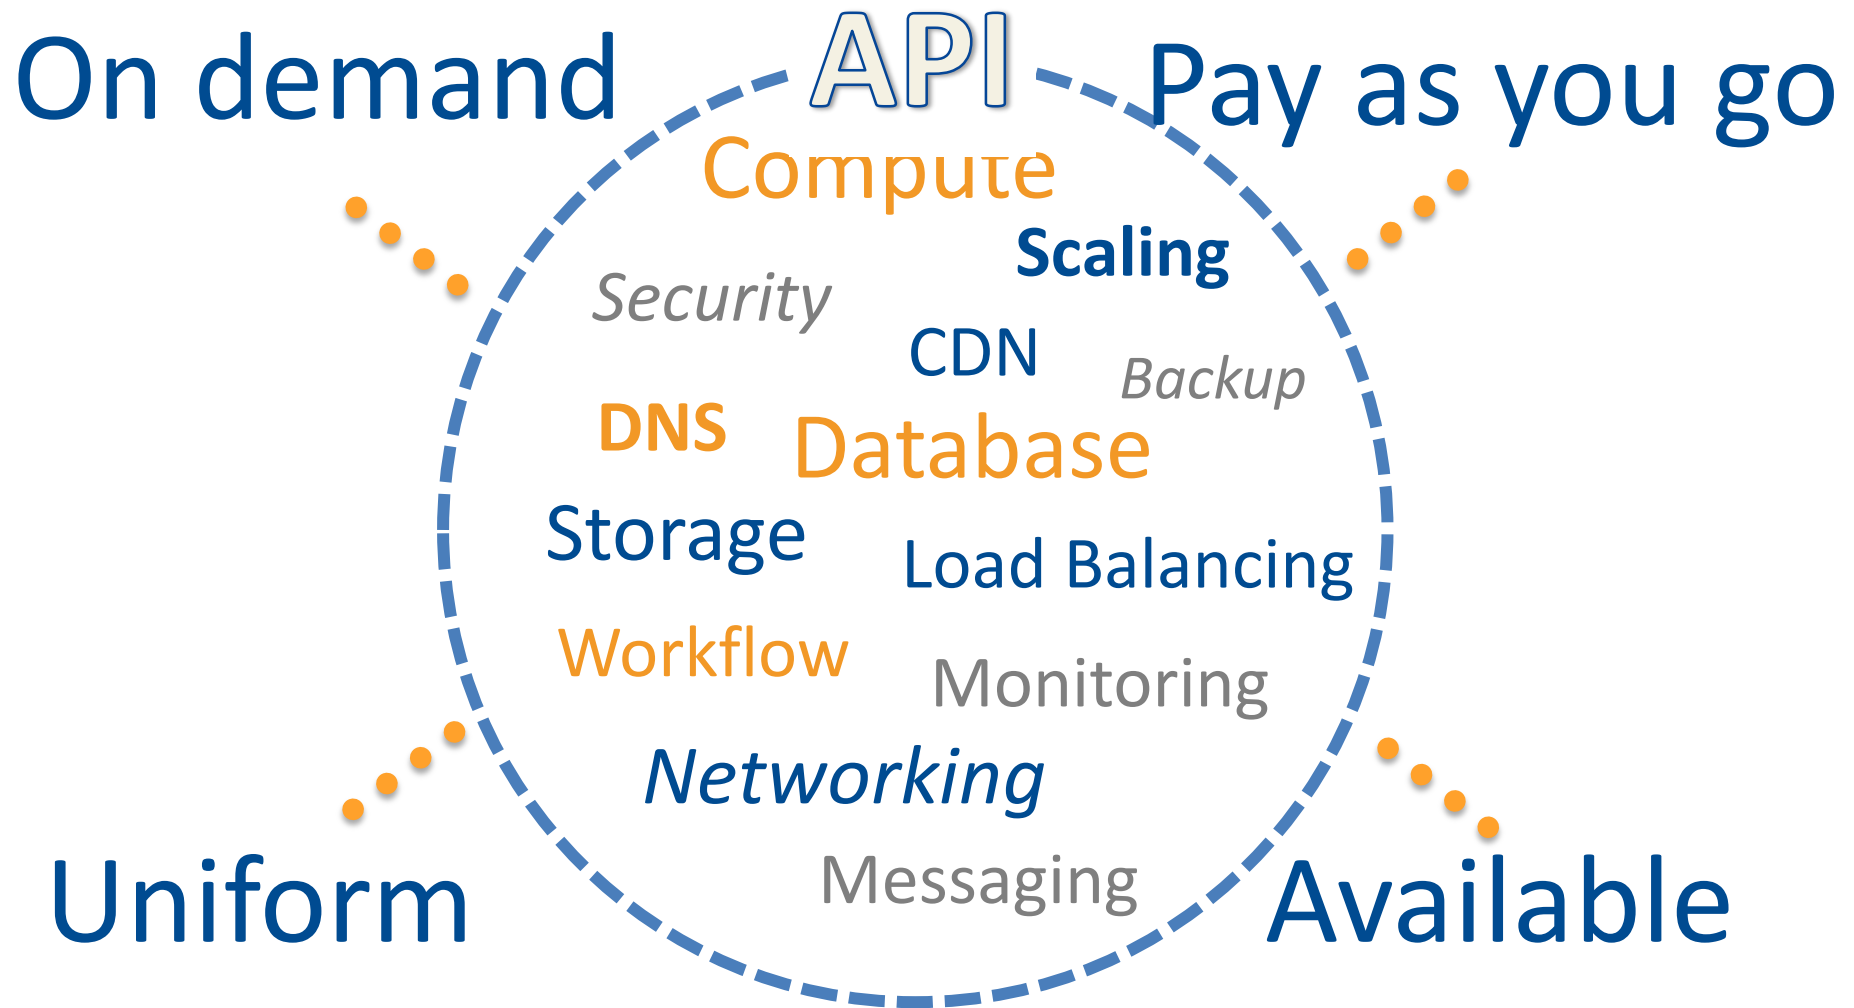 API
On demand
Pay as you go
Compute
Scaling
Security
CDN
Backup
DNS
Database
Storage
Load Balancing
Workflow
Monitoring
Networking
Messaging
Uniform
Available